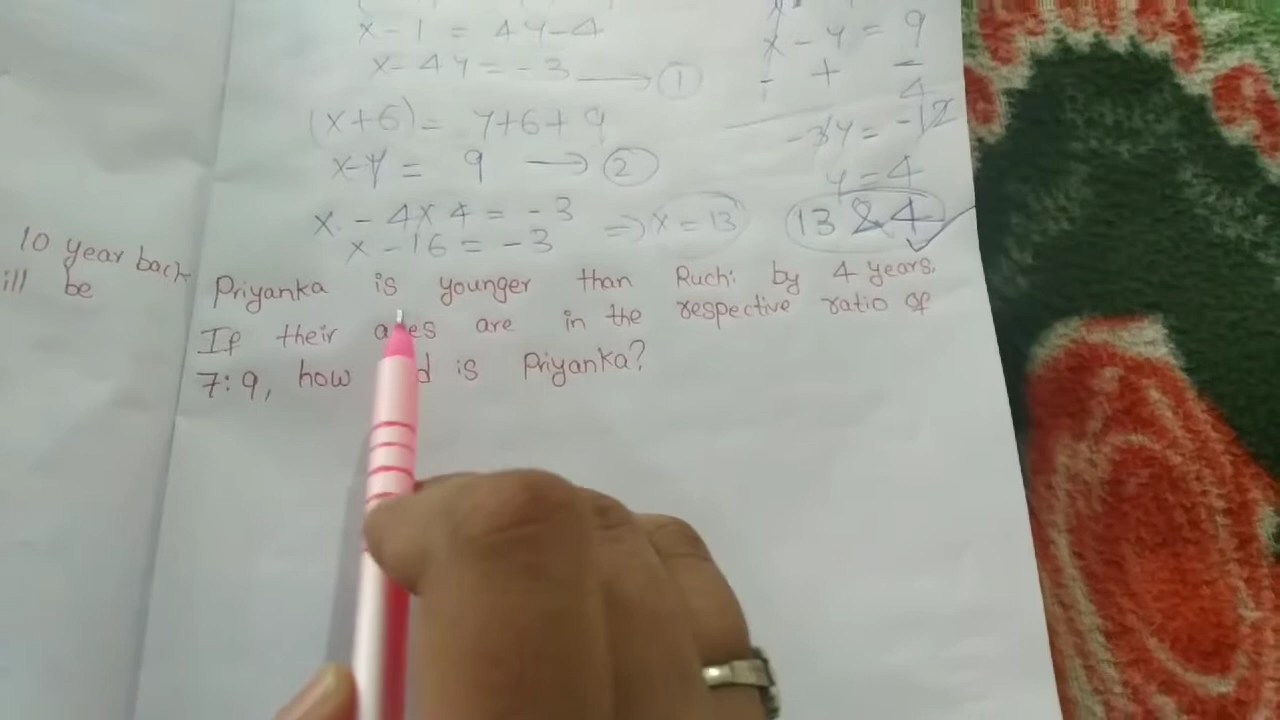 x - 1 = 4y - 4
x - 4y = -3 → ①
(x+6) = y+6+9
x - y = 9 → ②
x - 4x4 = -3
x - 16 = -3 ⇒ x = 13
x - y = 9
- + -
-3y = -12 4
y = 4
13 & 4 ✓
10 year back
ill be
Priyanka is younger than Ruchi by 4 years.
If their are in the respective ratio of
7:9, how is Priyanka?